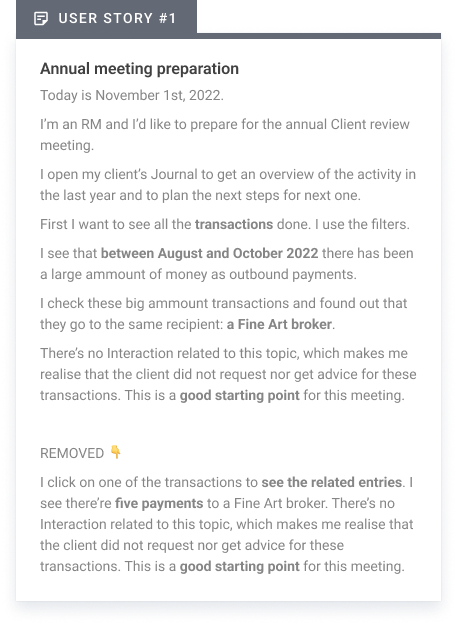 USER STORY #1
Annual meeting preparation
Today is November 1st, 2022.
I'm an RM and I'd like to prepare for the annual Client review
meeting.
I open my client's Journal to get an overview of the activity in
the last year and to plan the next steps for next one.
First I want to see all the transactions done. I use the filters.
I see that between August and October 2022 there has been
a large ammount of money as outbound payments.
I check these big ammount transactions and found out that
they go to the same recipient: a Fine Art broker.
There's no Interaction related to this topic, which makes me
realise that the client did not request nor get advice for these
transactions. This is a good starting point for this meeting.
REMOVED 👇
I click on one of the transactions to see the related entries. I
see there're five payments to a Fine Art broker. There's no
Interaction related to this topic, which makes me realise that
the client did not request nor get advice for these
transactions. This is a good starting point for this meeting.